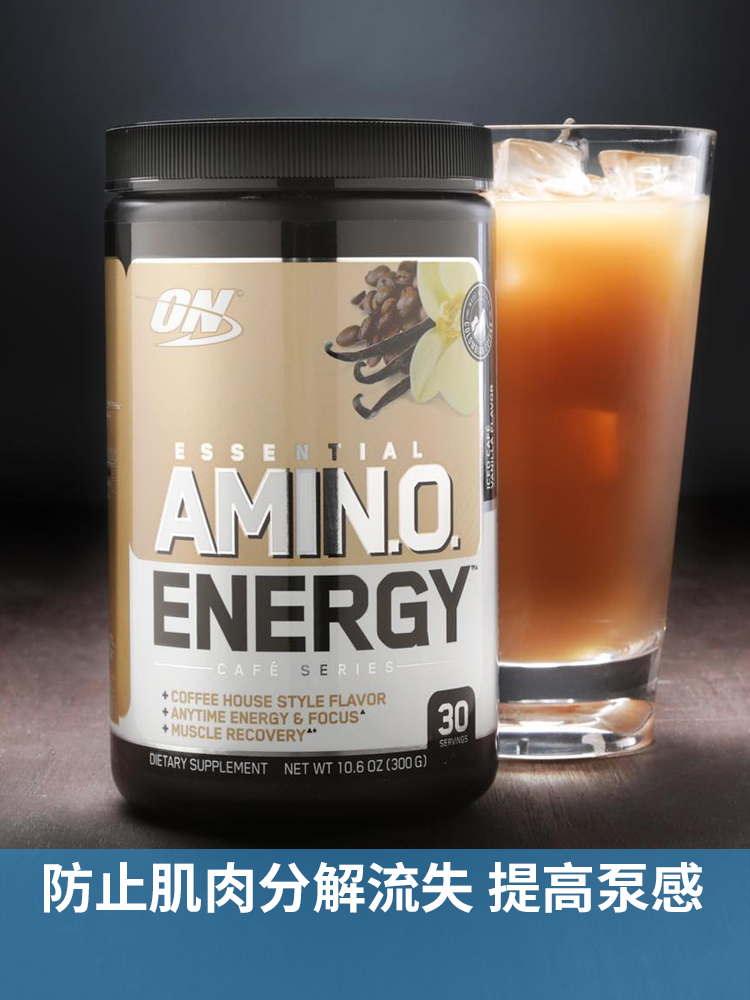 ON
ESSENTIAL
AMIN.O.
ENERGY™
CAFÉ SERIES
+ COFFEE HOUSE STYLE FLAVOR
+ ANYTIME ENERGY & FOCUS▲
+ MUSCLE RECOVERY▲*
30
SERVINGS
DIETARY SUPPLEMENT NET WT 10.6 OZ (300 G)
ICED CAFÉ
VANILLA FLAVOR
防止肌肉分解流失 提高泵感